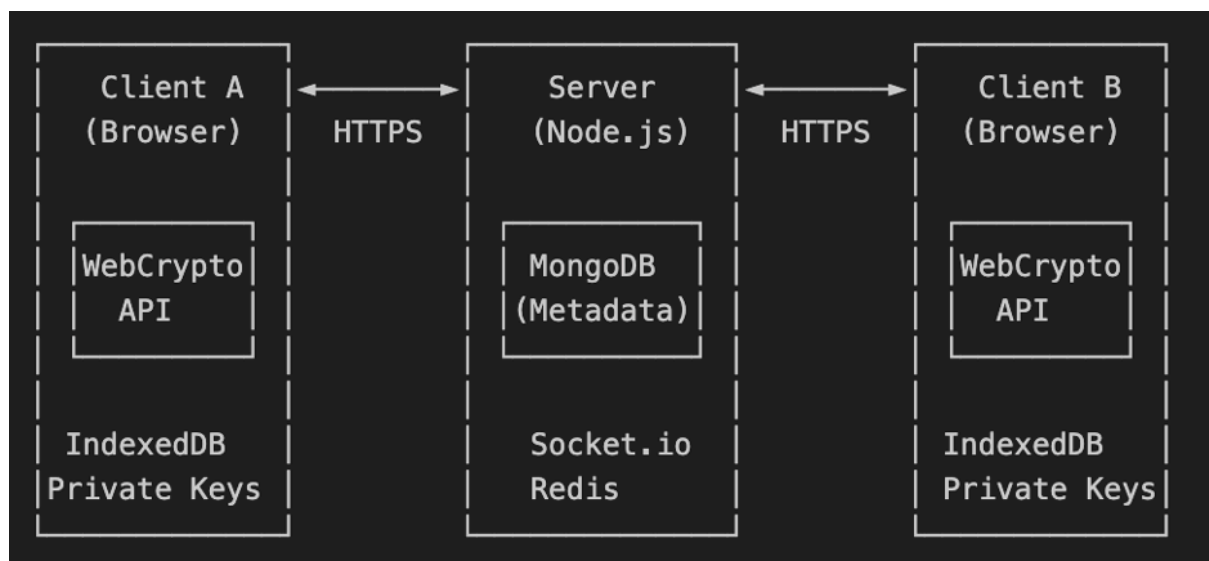 Client A
(Browser)
WebCrypto
API
IndexedDB
Private Keys
HTTPS
Server
(Node.js)
MongoDB
(Metadata)
Socket.io
Redis
HTTPS
Client B
(Browser)
WebCrypto
API
IndexedDB
Private Keys